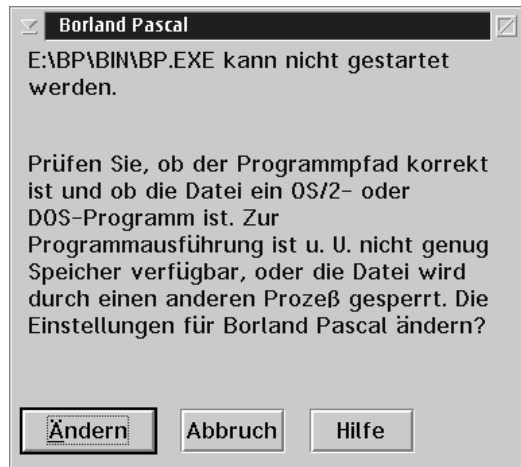 Borland Pascal
E:\BP\BIN\BP.EXE kann nicht gestartet
werden.
Prüfen Sie, ob der Programmpfad korrekt
ist und ob die Datei ein OS/2- oder
DOS-Programm ist. Zur
Programmausführung ist u. U. nicht genug
Speicher verfügbar, oder die Datei wird
durch einen anderen Prozeß gesperrt. Die
Einstellungen für Borland Pascal ändern?
Ändern Abbruch Hilfe